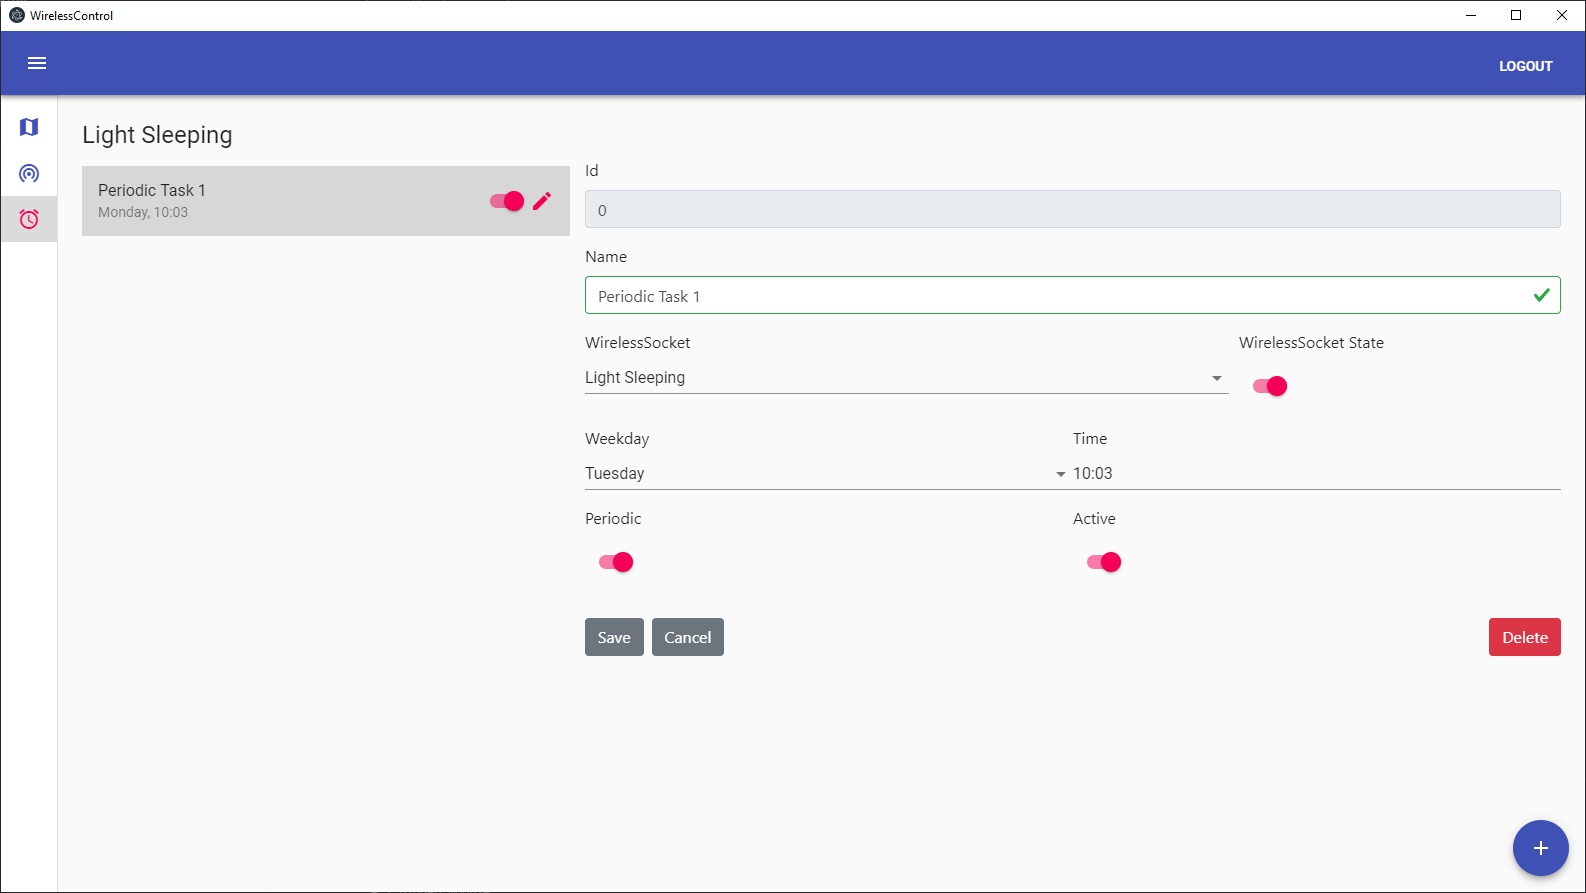 WirelessControl
LOGOUT
Light Sleeping
Periodic Task 1
Monday, 10:03
Id
0
Name
Periodic Task 1
WirelessSocket
WirelessSocket State
Light Sleeping
Weekday
Time
Tuesday
10:03
Periodic
Active
Save
Cancel
Delete